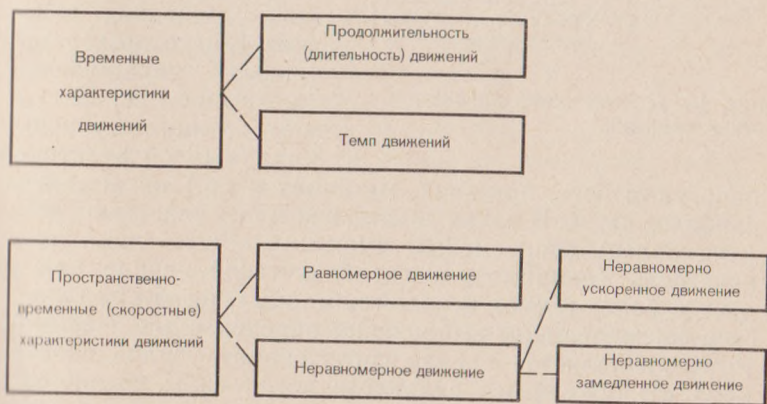 Временные
характеристики
движений
Продолжительность
(длительность) движений
Темп движений
Пространственно-
временные (скоростные)
характеристики движений
Равномерное движение
Неравномерное движение
Неравномерно
ускоренное движение
Неравномерно
замедленное движение